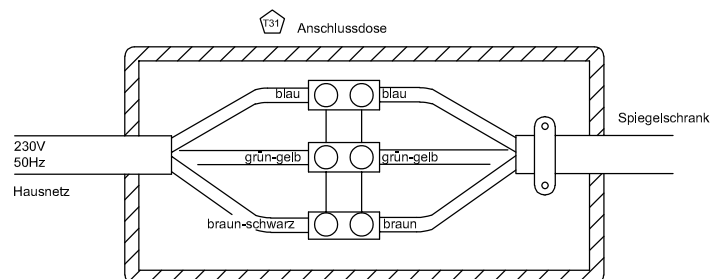 T31
Anschlussdose
blau
blau
Spiegelschrank
230V
50Hz
grün-gelb
grün-gelb
Hausnetz
braun-schwarz
braun